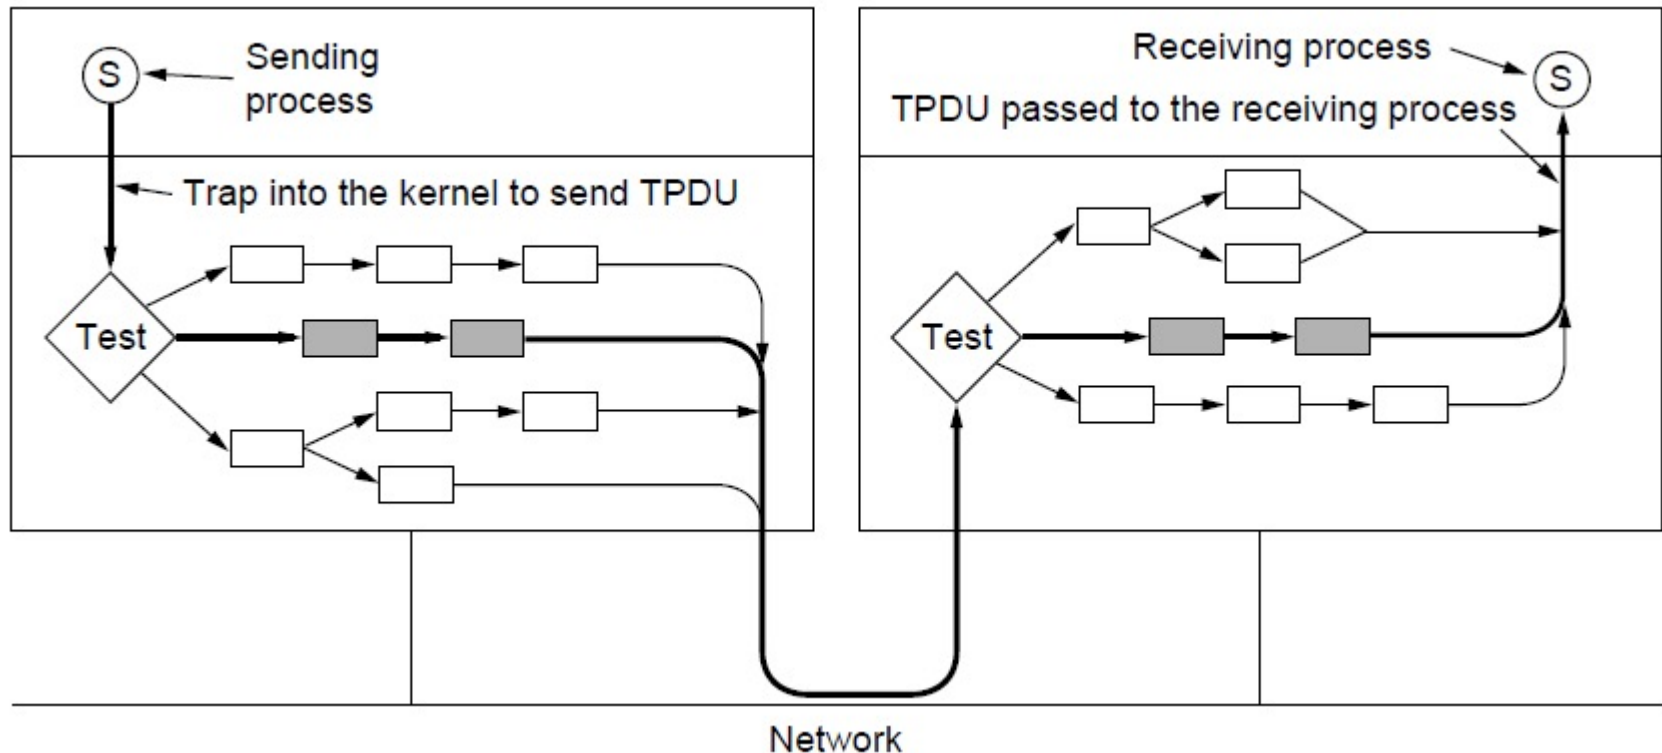 S
Sending
process
Trap into the kernel to send TPDU
Test
Receiving process
S
TPDU passed to the receiving process
Test
Network